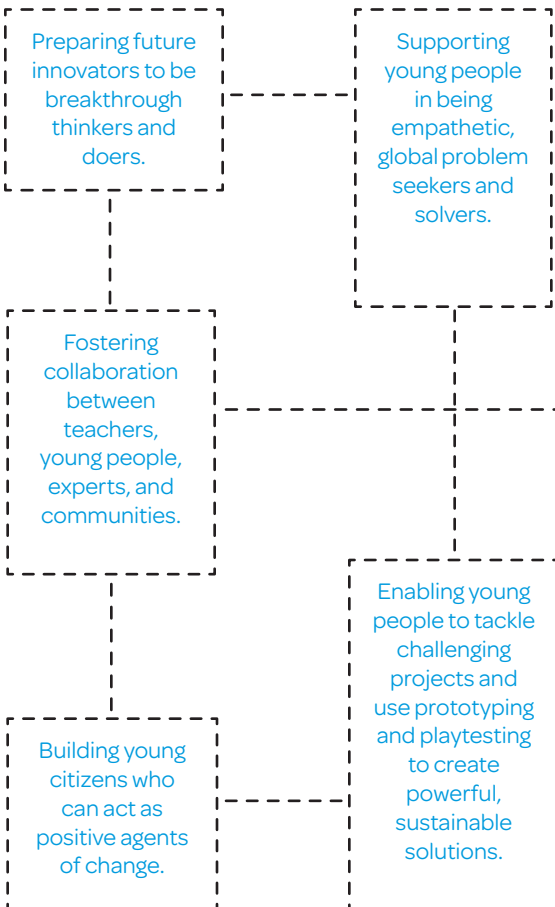 Preparing future
innovators to be
breakthrough
thinkers and
doers.
Supporting
young people
in being
empathetic,
global problem
seekers and
solvers.
Fostering
collaboration
between
teachers,
young people,
experts, and
communities.
Enabling young
people to tackle
challenging
projects and
use prototyping
and playtesting
to create
powerful,
sustainable
solutions.
Building young
citizens who
can act as
positive agents
of change.